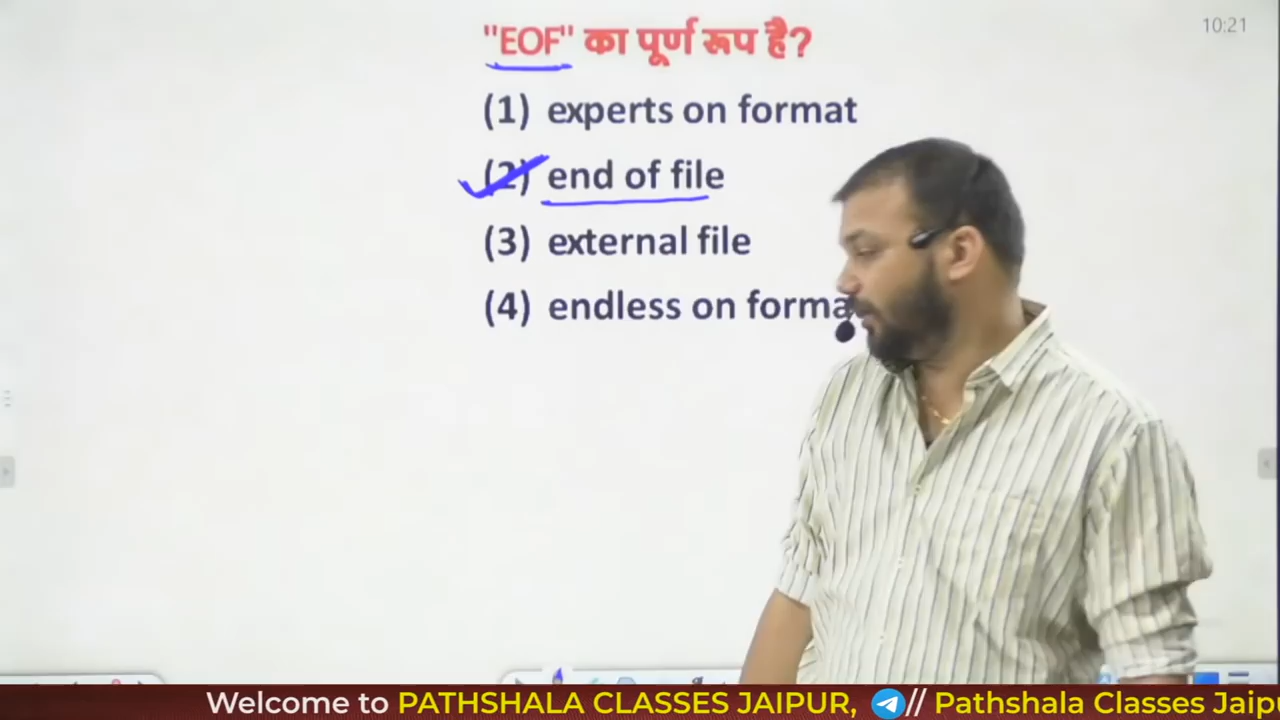 10:21
"EOF" का पूर्ण रूप है?
(1) experts on format
(2) end of file
(3) external file
(4) endless on forma
Welcome to PATHSHALA CLASSES JAIPUR, // Pathshala Classes Jaip